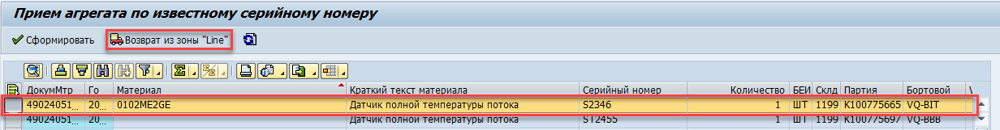 Прием агрегата по известному серийному номеру
Сформировать Возврат из зоны "Line"
ДокумМтр Го Материал Краткий текст материала Серийный номер Количество БЕИ Склд Партия Бортовой
49024051... 20... 0102ME2GE Датчик полной температуры потока S2346 1 ШТ 1199 K100775665 VQ-BIT
49024051... 20... Датчик полной температуры потока ST2455 1 ШТ 1199 K100775697 VQ-BBB